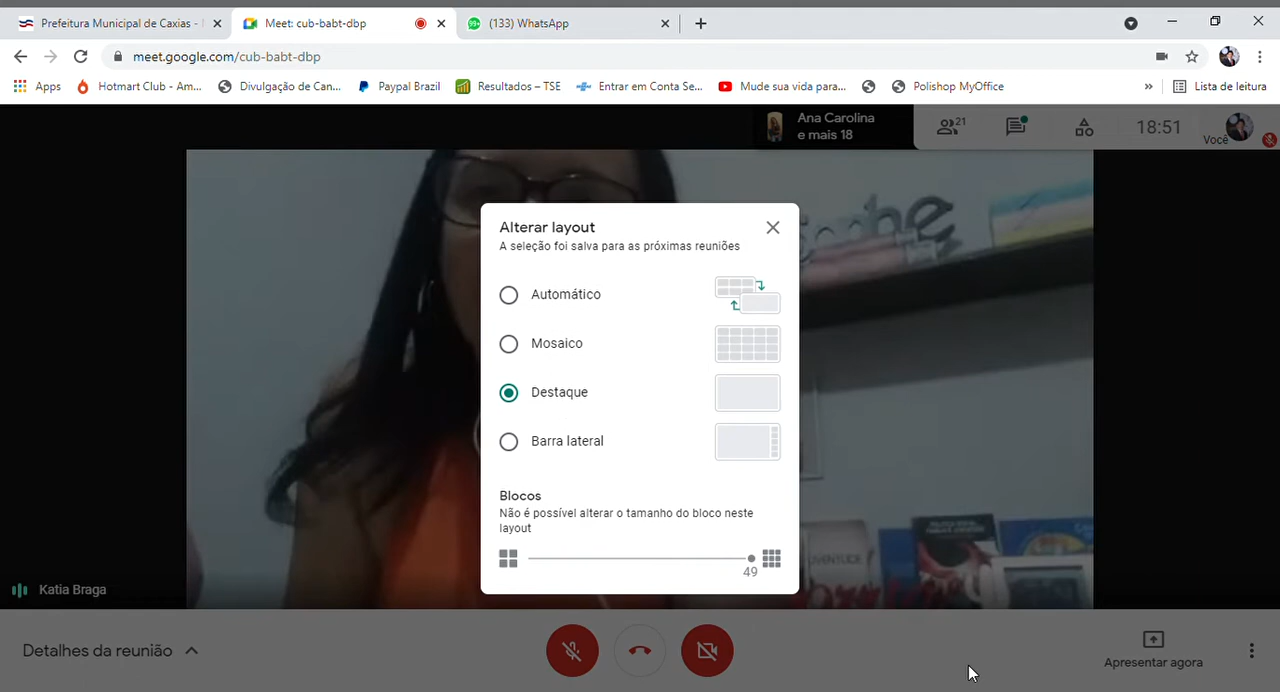 Prefeitura Municipal de Caxias -
Meet: cub-babt-dbp
99+
(133) WhatsApp
meet.google.com/cub-babt-dbp
Apps
Hotmart Club - Am...
Divulgação de Can...
Paypal Brazil
Resultados – TSE
Entrar em Conta Se...
Mude sua vida para...
Polishop MyOffice
»
Lista de leitura
Ana Carolina
e mais 18
21
18:51
Você
Alterar layout
A seleção foi salva para as próximas reuniões
Automático
Mosaico
Destaque
Barra lateral
Blocos
Não é possível alterar o tamanho do bloco neste
layout
49
JUVENTUDE
Katia Braga
Detalhes da reunião
Apresentar agora